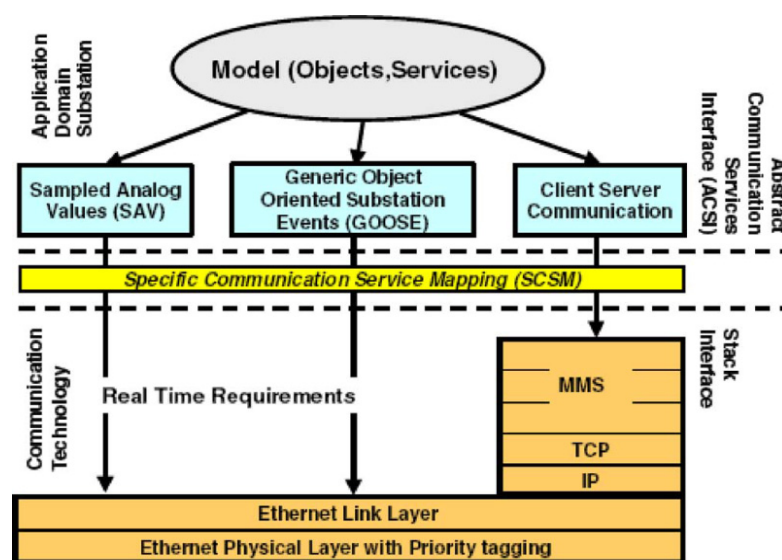 Model (Objects,Services)
Application
Domain
Substation
Abstract
Communication
Services
Interface (ACSI)
Sampled Analog
Values (SAV)
Generic Object
Oriented Substation
Events (GOOSE)
Client Server
Communication
Specific Communication Service Mapping (SCSM)
Communication
Technology
Real Time Requirements
Stack
Interface
MMS
TCP
IP
Ethernet Link Layer
Ethernet Physical Layer with Priority tagging